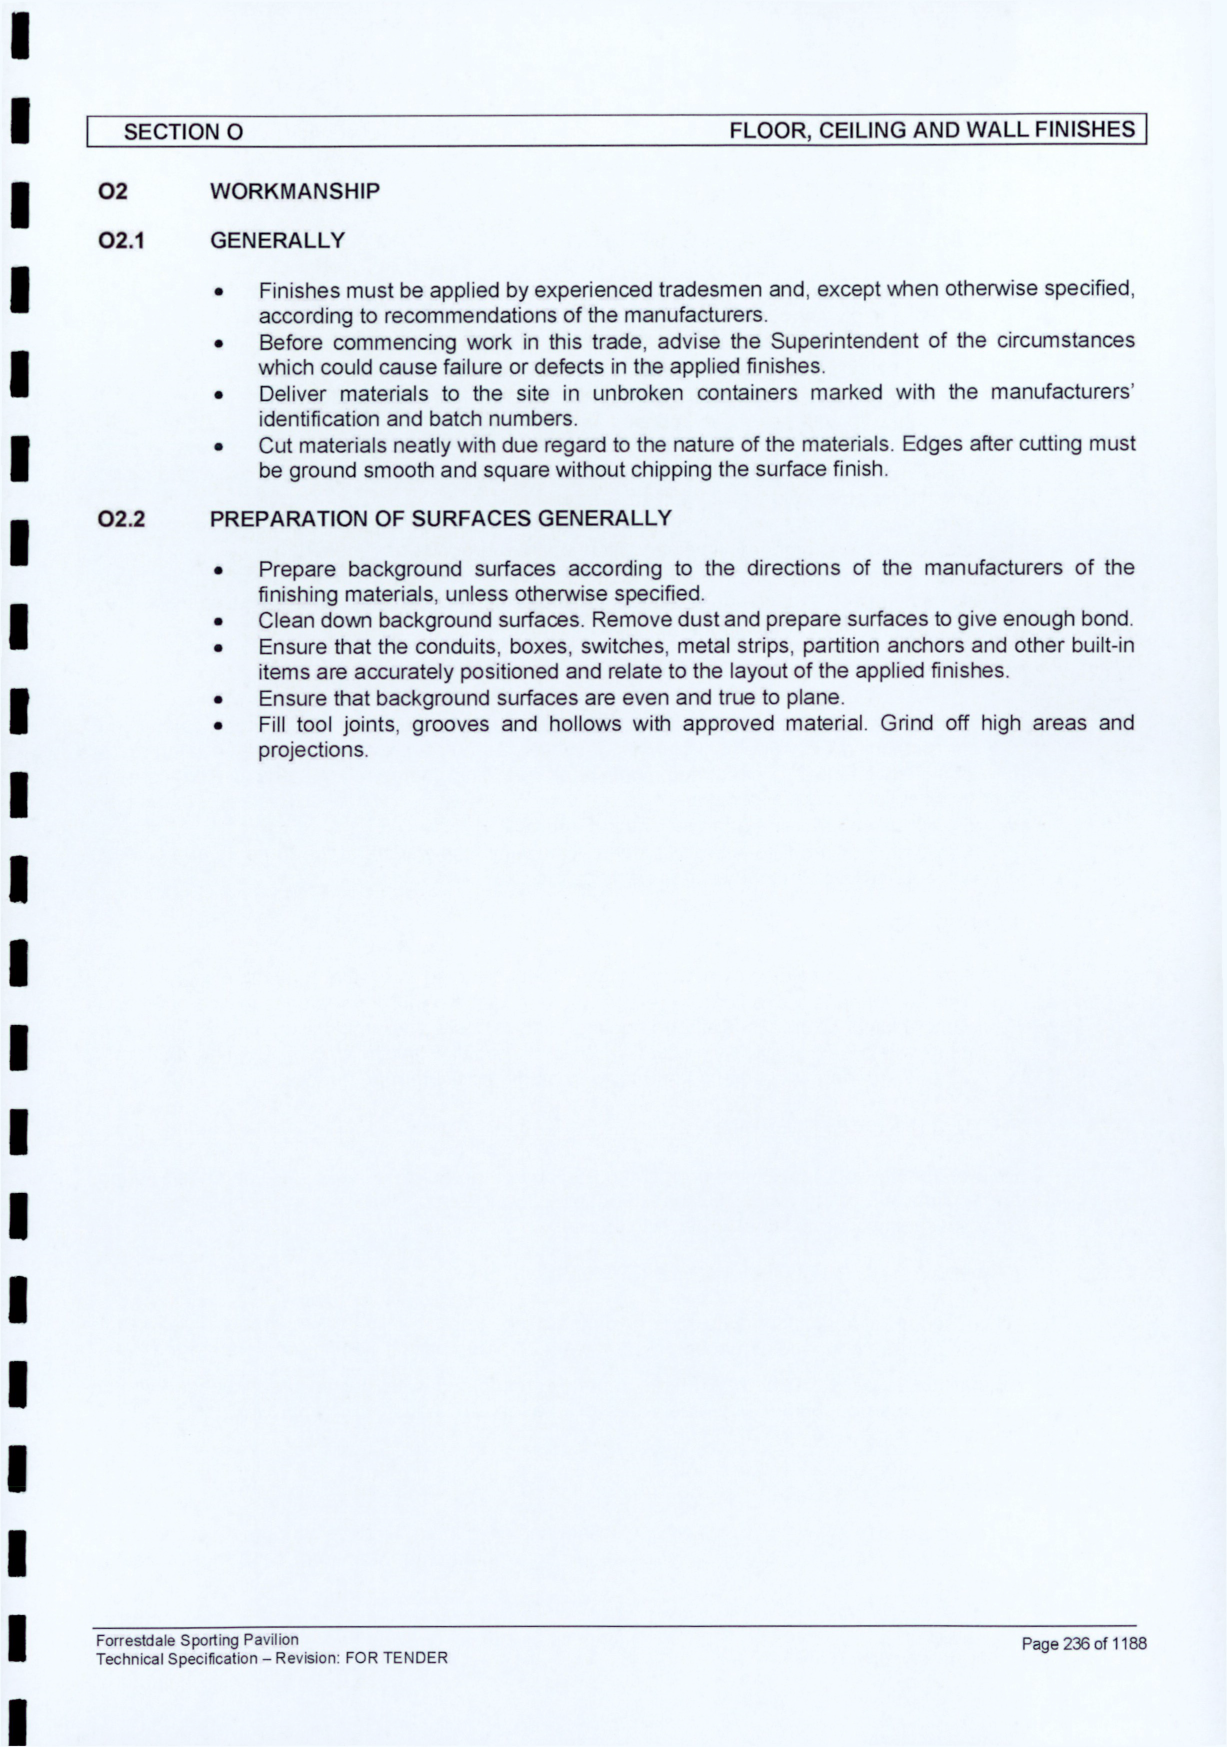 SECTION O FLOOR, CEILING AND WALL FINISHES
O2 WORKMANSHIP
O2.1 GENERALLY
• Finishes must be applied by experienced tradesmen and, except when otherwise specified,
according to recommendations of the manufacturers.
• Before commencing work in this trade, advise the Superintendent of the circumstances
which could cause failure or defects in the applied finishes.
• Deliver materials to the site in unbroken containers marked with the manufacturers’
identification and batch numbers.
• Cut materials neatly with due regard to the nature of the materials. Edges after cutting must
be ground smooth and square without chipping the surface finish.
O2.2 PREPARATION OF SURFACES GENERALLY
• Prepare background surfaces according to the directions of the manufacturers of the
finishing materials, unless otherwise specified.
• Clean down background surfaces. Remove dust and prepare surfaces to give enough bond.
• Ensure that the conduits, boxes, switches, metal strips, partition anchors and other built-in
items are accurately positioned and relate to the layout of the applied finishes.
• Ensure that background surfaces are even and true to plane.
• Fill tool joints, grooves and hollows with approved material. Grind off high areas and
projections.
Forrestdale Sporting Pavilion
Technical Specification – Revision: FOR TENDER
Page 236 of 1188